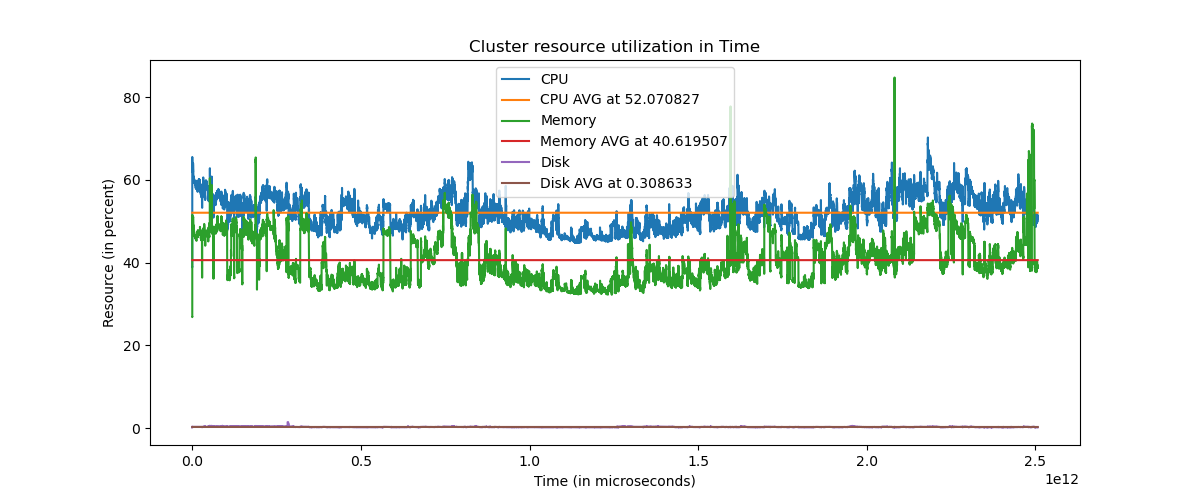 Cluster resource utilization in Time
CPU
CPU AVG at 52.070827
Memory
Memory AVG at 40.619507
Disk
Disk AVG at 0.308633
Resource (in percent)
80
60
40
20
0
0.0 0.5 1.0 1.5 2.0 2.5
1e12
Time (in microseconds)